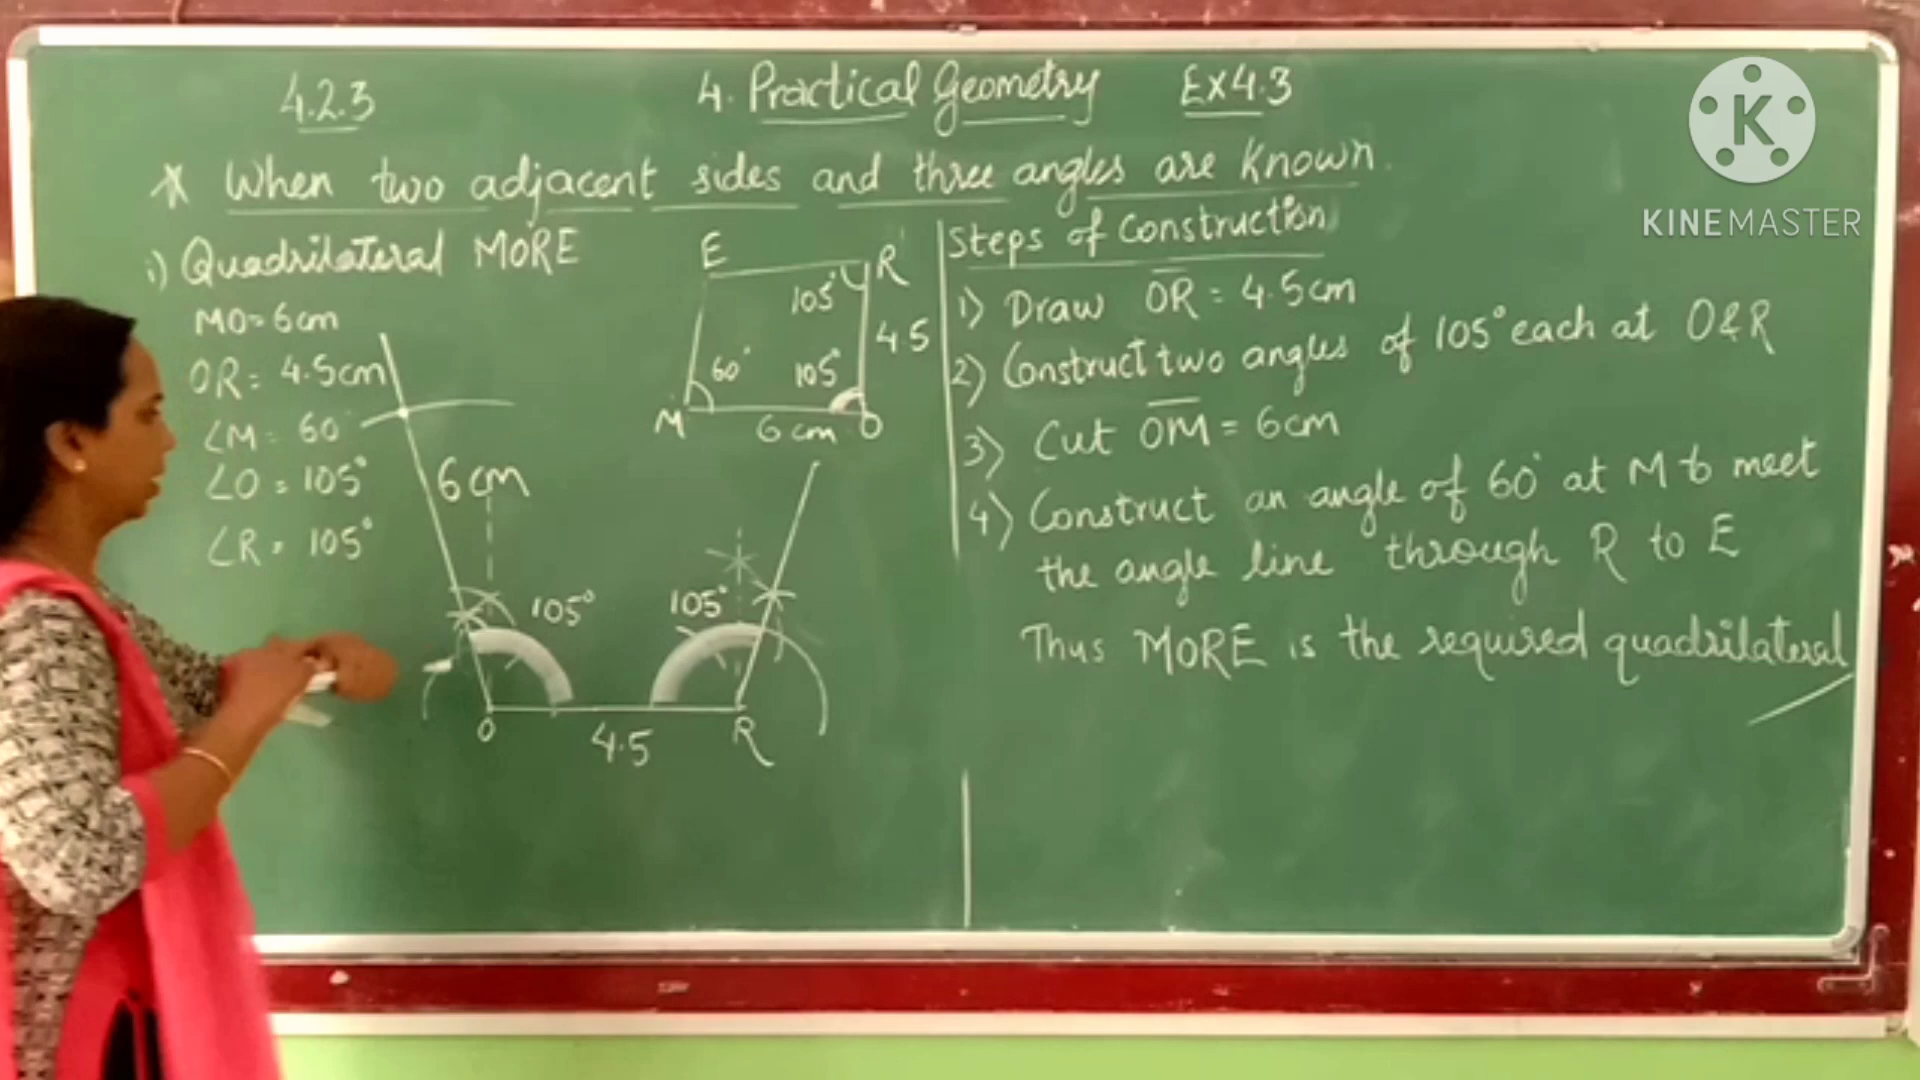 4.2.3
4. Practical Geometry Ex 4.3
* When two adjacent sides and three angles are known.
i) Quadrilateral MORE
MO = 6cm
OR = 4.5cm
∠M = 60°
∠O = 105°
∠R = 105°
E R
105°
4.5
60° 105°
M 6 cm O
6cm
105° 105°
O 4.5 R
Steps of Construction
1) Draw O̅R̅ = 4.5cm
2) Construct two angles of 105° each at O & R
3) Cut O̅M̅ = 6cm
4) Construct an angle of 60° at M to meet
the angle line through R to E
Thus MORE is the required quadrilateral
K
KINEMASTER